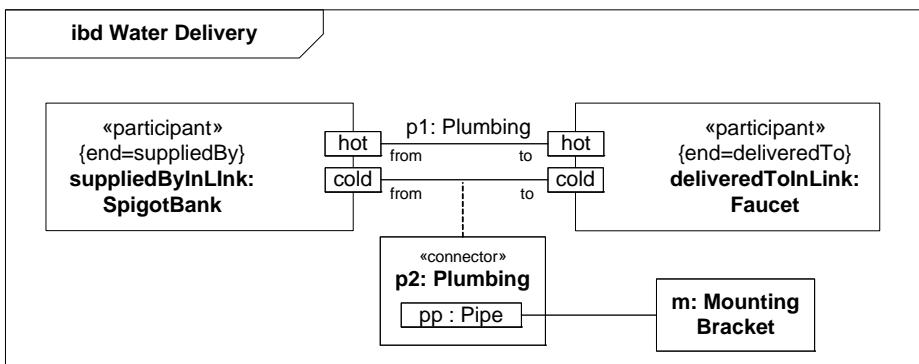 ibd Water Delivery
«participant»
{end=suppliedBy}
suppliedByInLInk:
SpigotBank
hot
cold
p1: Plumbing
from
to
from
to
hot
cold
«participant»
{end=deliveredTo}
deliveredToInLink:
Faucet
«connector»
p2: Plumbing
pp : Pipe
m: Mounting
Bracket